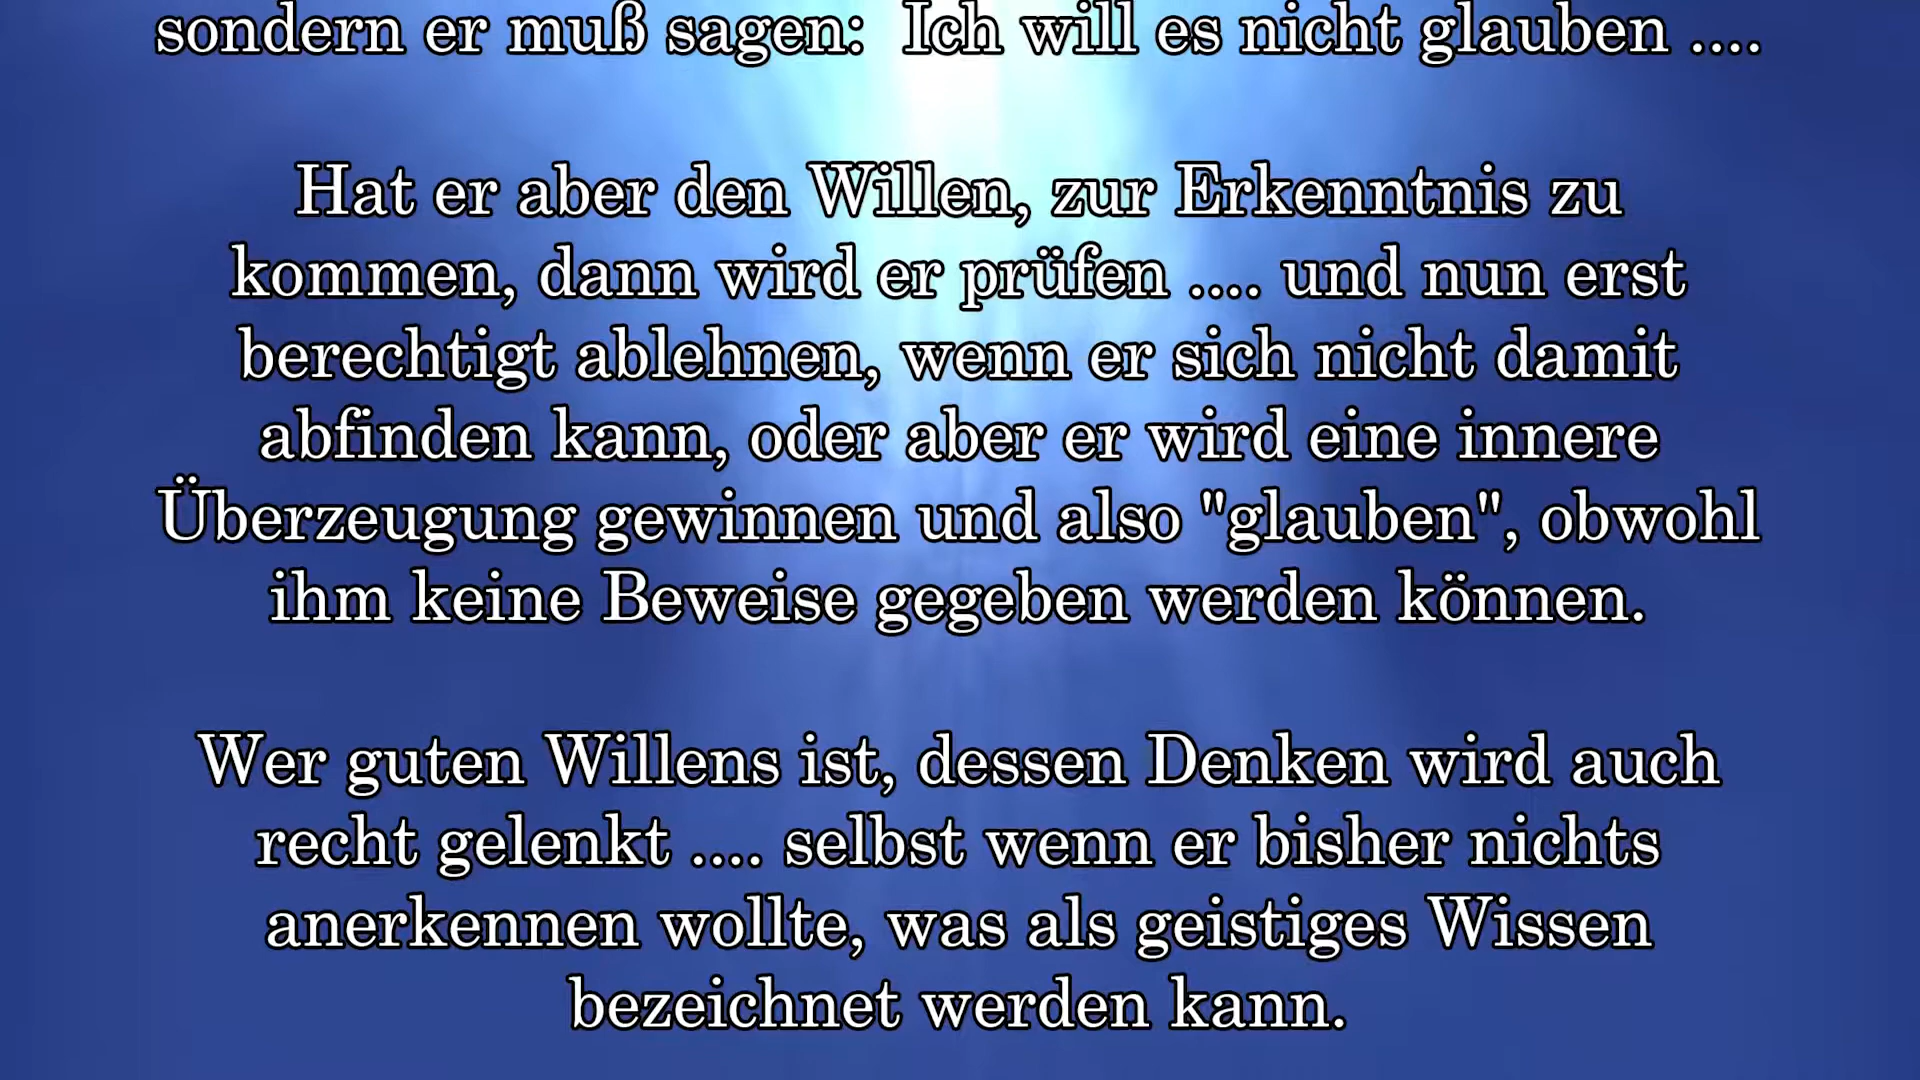 sondern er muß sagen:  Ich will es nicht glauben ....
Hat er aber den Willen, zur Erkenntnis zu
kommen, dann wird er prüfen .... und nun erst
berechtigt ablehnen, wenn er sich nicht damit
abfinden kann, oder aber er wird eine innere
Überzeugung gewinnen und also "glauben", obwohl
ihm keine Beweise gegeben werden können.
Wer guten Willens ist, dessen Denken wird auch
recht gelenkt .... selbst wenn er bisher nichts
anerkennen wollte, was als geistiges Wissen
bezeichnet werden kann.